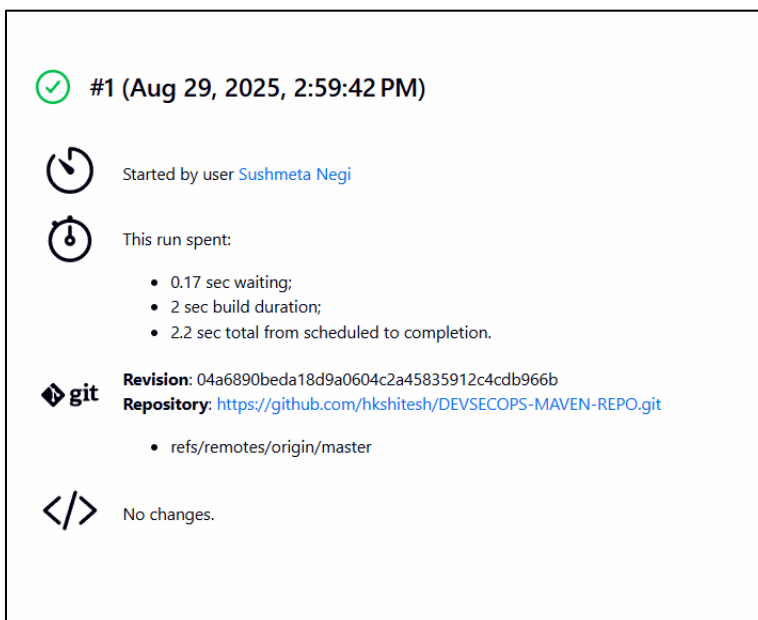 #1 (Aug 29, 2025, 2:59:42 PM)
Started by user Sushmeta Negi
This run spent:
• 0.17 sec waiting;
• 2 sec build duration;
• 2.2 sec total from scheduled to completion.
git
Revision: 04a6890beda18d9a0604c2a45835912c4cdb966b
Repository: https://github.com/hkshitesh/DEVSECOPS-MAVEN-REPO.git
• refs/remotes/origin/master
</> No changes.